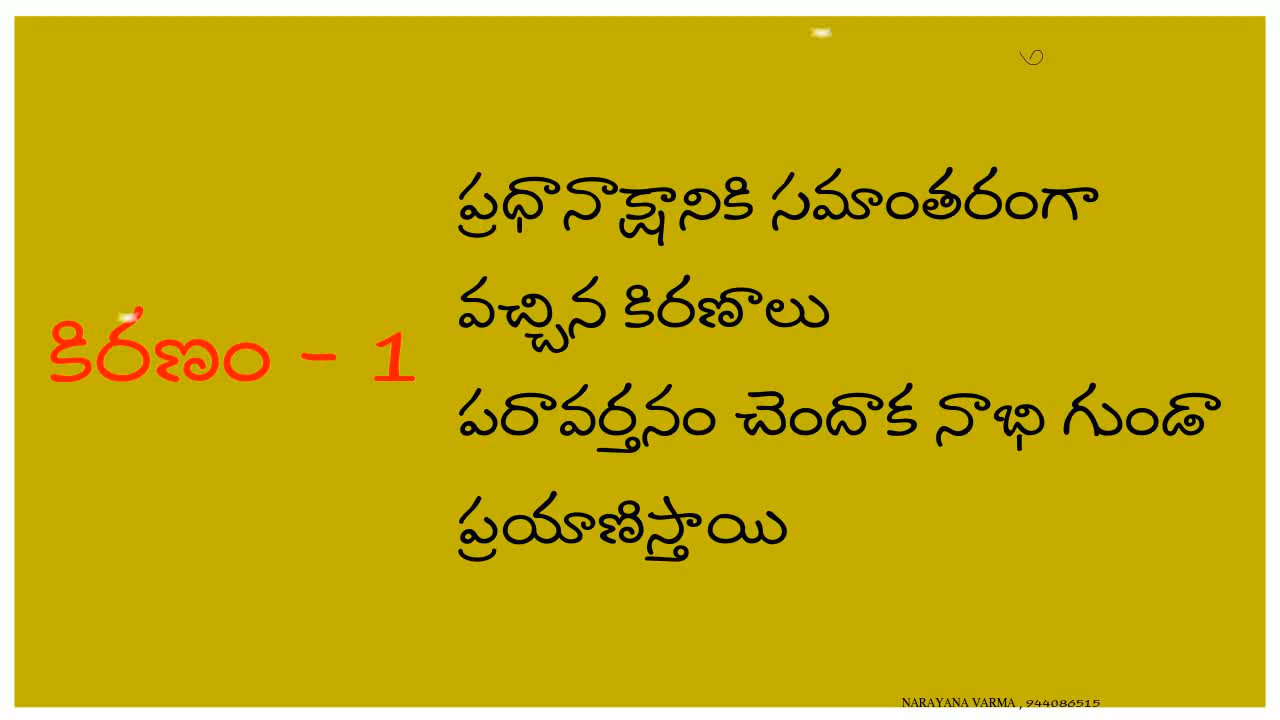 కిరణం - 1
ప్రధానాక్షానికి సమాంతరంగా
వచ్చిన కిరణాలు
పరావర్తనం చెందాక నాభి గుండా
ప్రయాణిస్తాయి
NARAYANA VARMA , 944086515